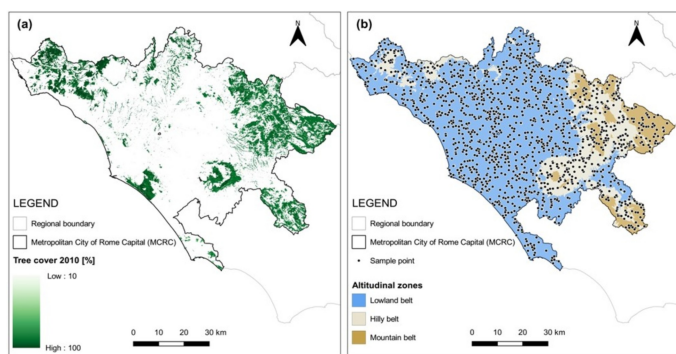 (a)
N
LEGEND
Regional boundary
Metropolitan City of Rome Capital (MCRC)
Tree cover 2010 [%]
Low : 10
High : 100
0 10 20 30 km
(b)
N
LEGEND
Regional boundary
Metropolitan City of Rome Capital (MCRC)
Sample point
Altitudinal zones
Lowland belt
Hilly belt
Mountain belt
0 10 20 30 km